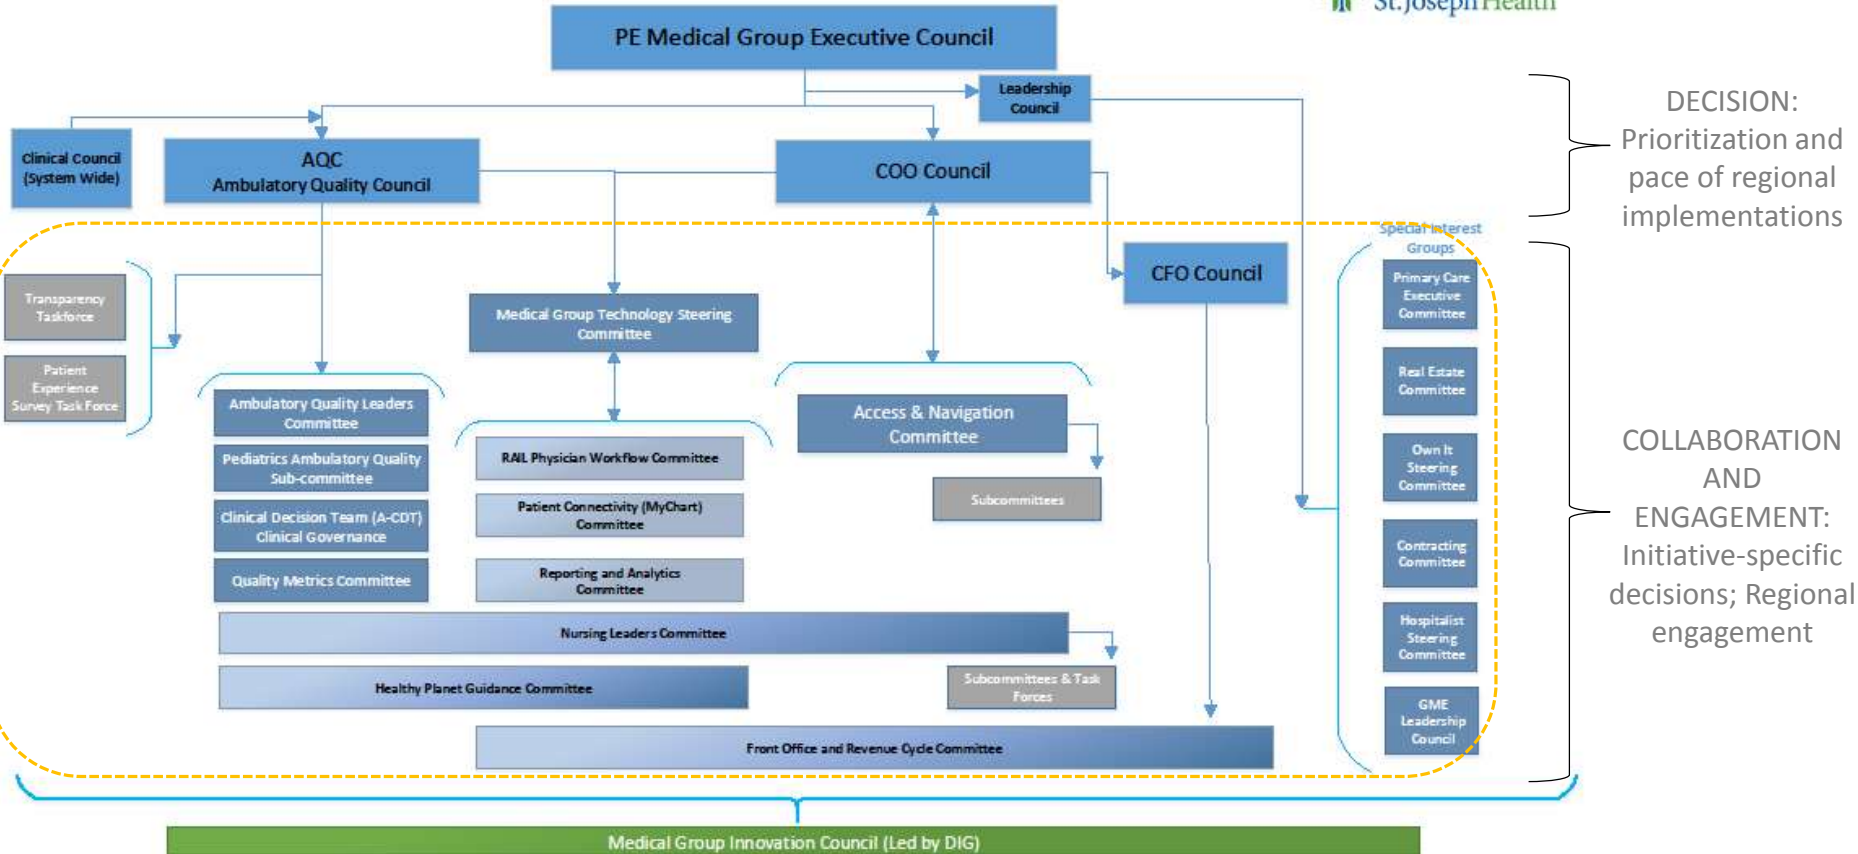 St.Joseph Health
PE Medical Group Executive Council
Leadership
Council
Clinical Council
(System Wide)
AQC
Ambulatory Quality Council
COO Council
DECISION:
Prioritization and
pace of regional
implementations
CFO Council
Special Interest
Groups
Transparency
Taskforce
Patient
Experience
Survey Task Force
Medical Group Technology Steering
Committee
Primary Care
Executive
Committee
Real Estate
Committee
Own It
Steering
Committee
Contracting
Committee
Hospitalist
Steering
Committee
GME
Leadership
Council
Ambulatory Quality Leaders
Committee
Pediatrics Ambulatory Quality
Sub-committee
Clinical Decision Team (A-CDT)
Clinical Governance
Quality Metrics Committee
RAIL Physician Workflow Committee
Patient Connectivity (MyChart)
Committee
Reporting and Analytics
Committee
Access & Navigation
Committee
Subcommittees
COLLABORATION
AND
ENGAGEMENT:
Initiative-specific
decisions; Regional
engagement
Nursing Leaders Committee
Healthy Planet Guidance Committee
Subcommittees & Task
Forces
Front Office and Revenue Cycle Committee
Medical Group Innovation Council (Led by DIG)